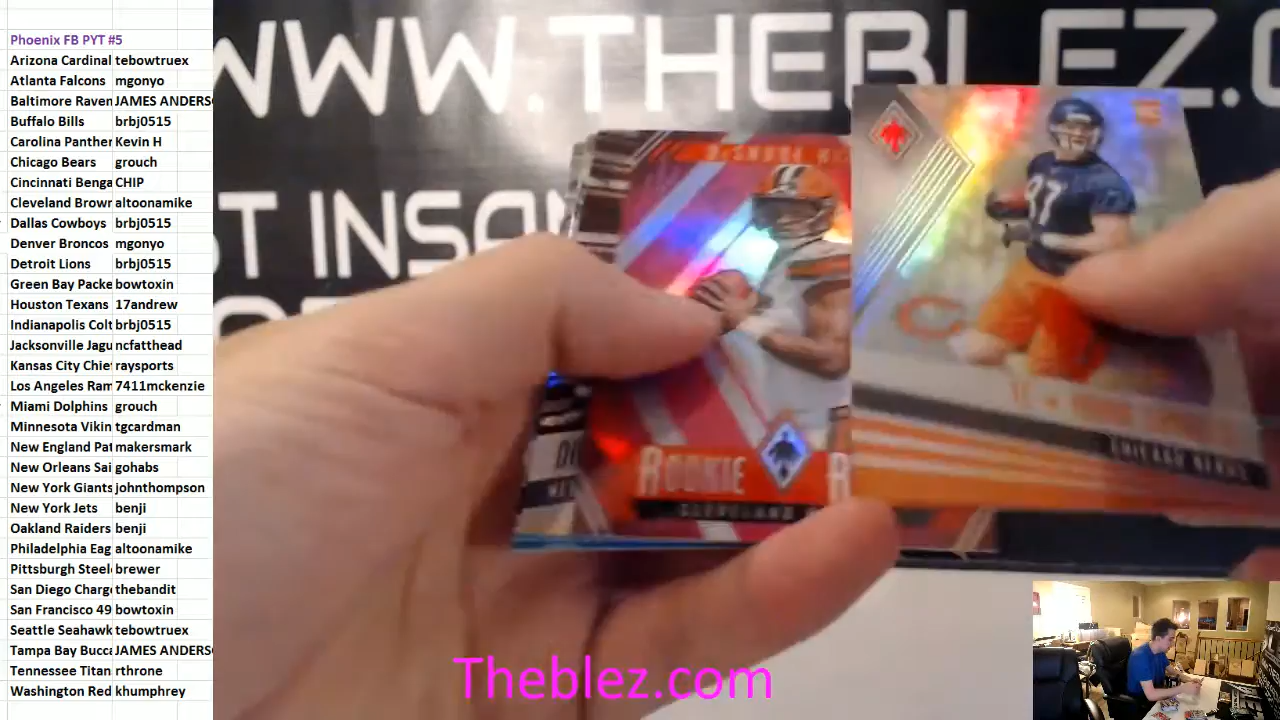 Phoenix FB PYT #5
Arizona Cardinal tebowtruex
Atlanta Falcons mgonyo
Baltimore Raven JAMES ANDERS
Buffalo Bills brbj0515
Carolina Panther Kevin H
Chicago Bears grouch
Cincinnati Benga CHIP
Cleveland Brown altoonamike
Dallas Cowboys brbj0515
Denver Broncos mgonyo
Detroit Lions brbj0515
Green Bay Packe bowtoxin
Houston Texans 17andrew
Indianapolis Colt brbj0515
Jacksonville Jagu ncfatthead
Kansas City Chie raysports
Los Angeles Ram 7411mckenzie
Miami Dolphins grouch
Minnesota Vikin tgcardman
New England Pat makersmark
New Orleans Sai gohabs
New York Giants johnthompson
New York Jets benji
Oakland Raiders benji
Philadelphia Eag altoonamike
Pittsburgh Steel brewer
San Diego Charg thebandit
San Francisco 49 bowtoxin
Seattle Seahawk tebowtruex
Tampa Bay Bucca JAMES ANDERS
Tennessee Titan rthrone
Washington Red khumphrey
WWW.THEBLEZ.C
ST INSAN
97
ROOKIE R
CLEVELAND
CHICAGO BEARS
Theblez.com